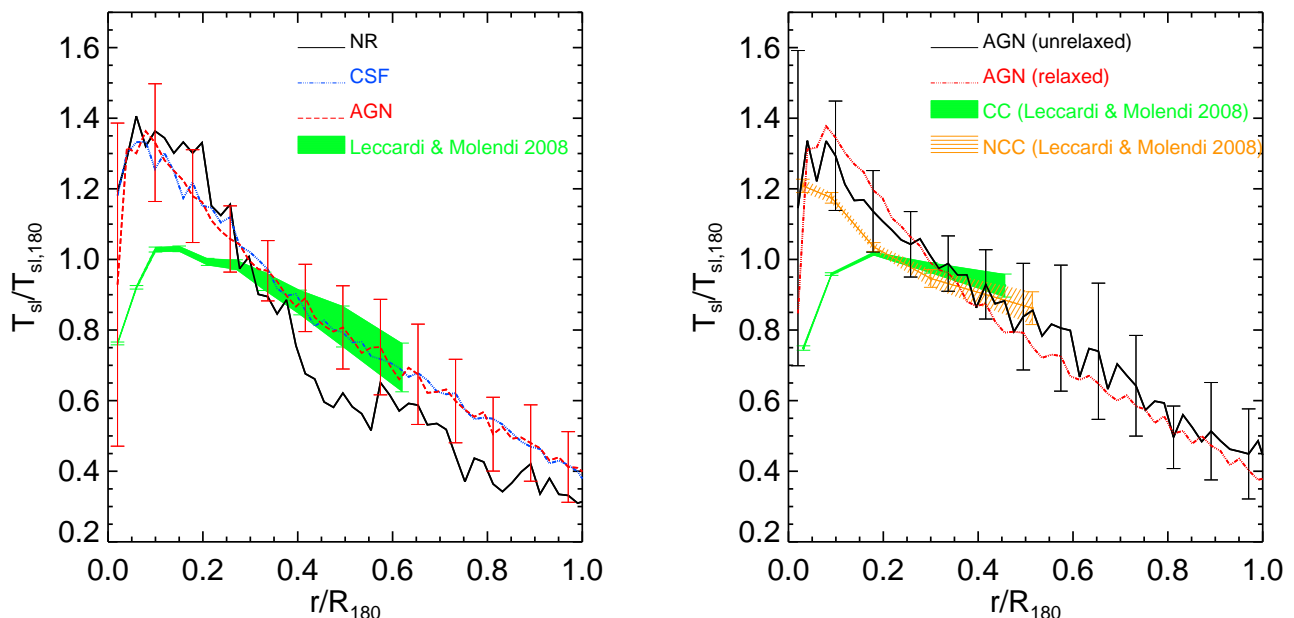 NR
CSF
AGN
Leccardi & Molendi 2008
1.6
1.4
1.2
1.0
0.8
0.6
0.4
0.2
T_sl/T_sl,180
0.0 0.2 0.4 0.6 0.8 1.0
r/R_180
AGN (unrelaxed)
AGN (relaxed)
CC (Leccardi & Molendi 2008)
NCC (Leccardi & Molendi 2008)
1.6
1.4
1.2
1.0
0.8
0.6
0.4
0.2
T_sl/T_sl,180
0.0 0.2 0.4 0.6 0.8 1.0
r/R_180